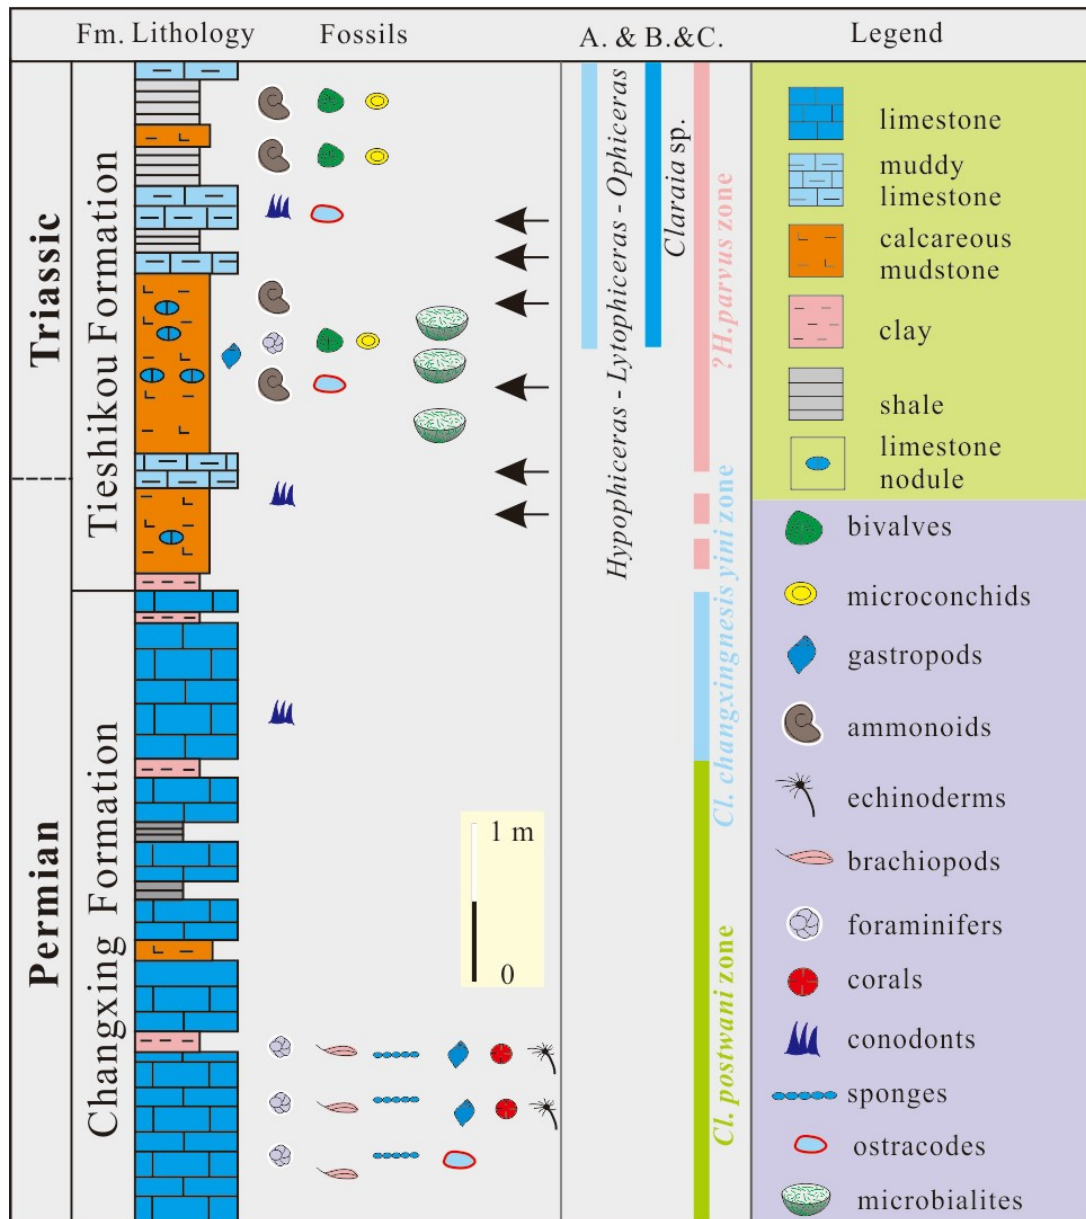 Fm. Lithology Fossils A. & B.&C. Legend
Triassic
Permian
Tieshikou Formation
Changxing Formation
1 m
0
Hypophiceras - Lytophiceras - Ophiceras
Claraia sp.
?H.parvus zone
Cl. changxingnesis yini zone
Cl. postwani zone
limestone
muddy
limestone
calcareous
mudstone
clay
shale
limestone
nodule
bivalves
microconchids
gastropods
ammonoids
echinoderms
brachiopods
foraminifers
corals
conodonts
sponges
ostracodes
microbialites